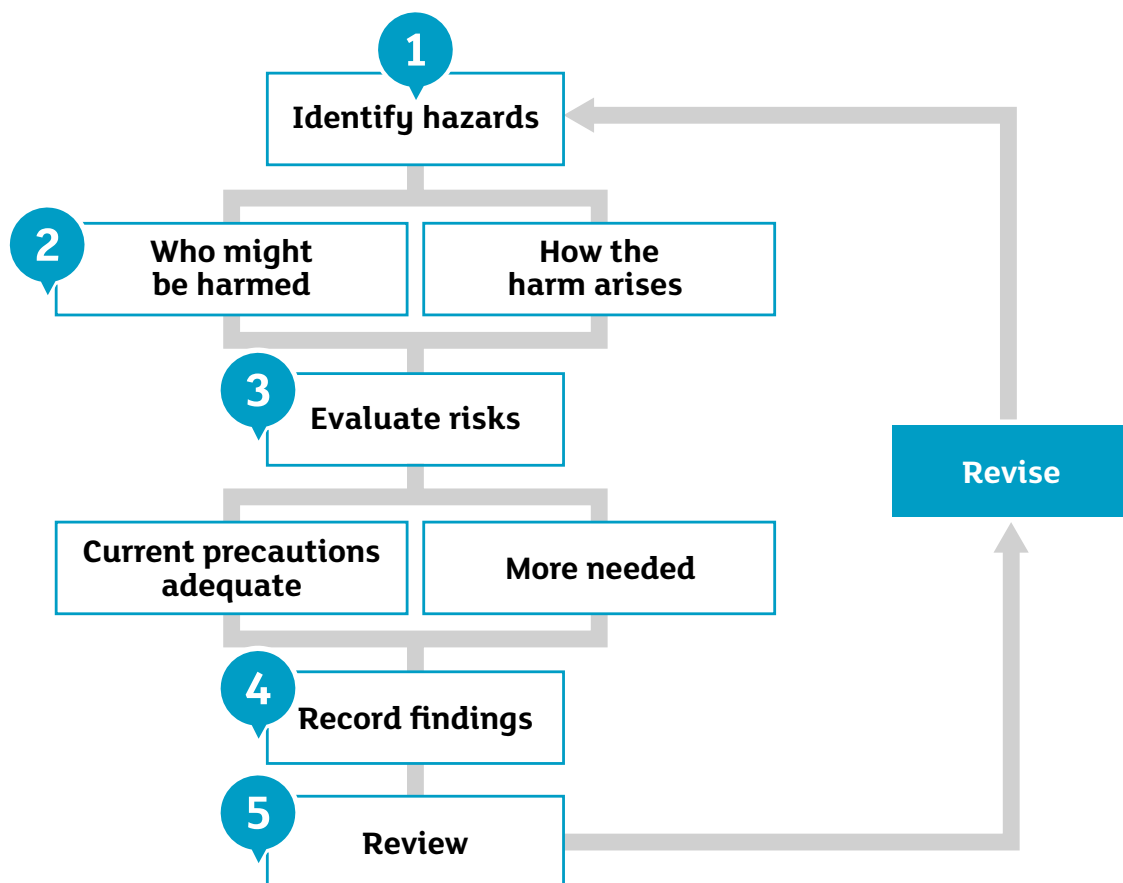 1
Identify hazards
2
Who might
be harmed
How the
harm arises
3
Evaluate risks
Current precautions
adequate
More needed
4
Record findings
5
Review
Revise